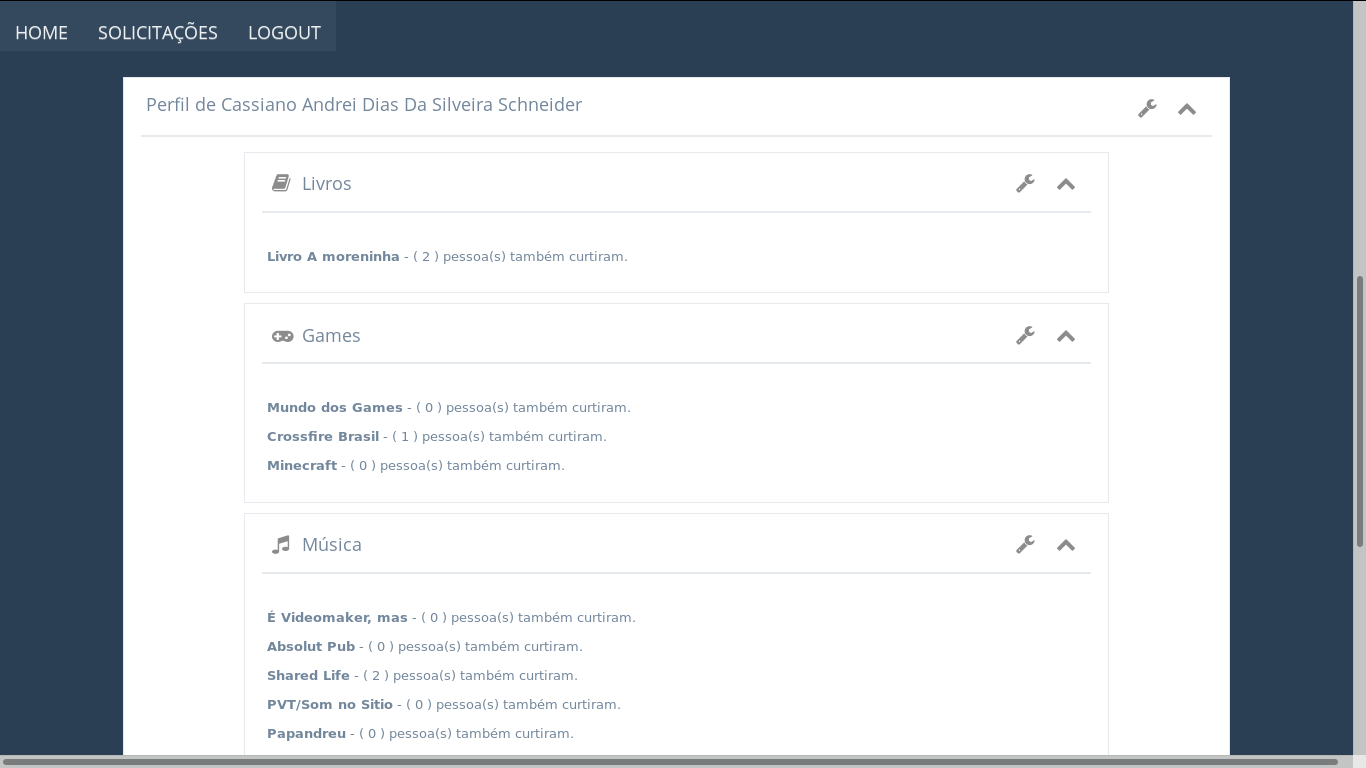 HOME SOLICITAÇÕES LOGOUT
Perfil de Cassiano Andrei Dias Da Silveira Schneider
Livros
Livro A moreninha - ( 2 ) pessoa(s) também curtiram.
Games
Mundo dos Games - ( 0 ) pessoa(s) também curtiram.
Crossfire Brasil - ( 1 ) pessoa(s) também curtiram.
Minecraft - ( 0 ) pessoa(s) também curtiram.
Música
É Videomaker, mas - ( 0 ) pessoa(s) também curtiram.
Absolut Pub - ( 0 ) pessoa(s) também curtiram.
Shared Life - ( 2 ) pessoa(s) também curtiram.
PVT/Som no Sitio - ( 0 ) pessoa(s) também curtiram.
Papandreu - ( 0 ) pessoa(s) também curtiram.